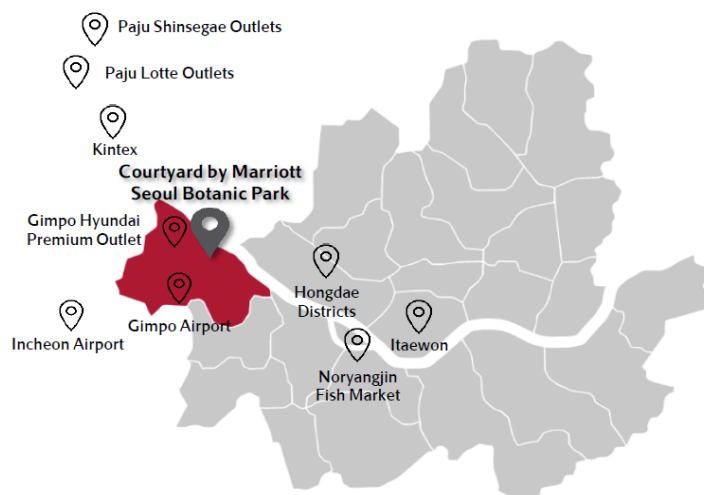 Paju Shinsegae Outlets
Paju Lotte Outlets
Kintex
Courtyard by Marriott
Seoul Botanic Park
Gimpo Hyundai
Premium Outlet
Gimpo Airport
Incheon Airport
Hongdae
Districts
Itaewon
Noryangjin
Fish Market